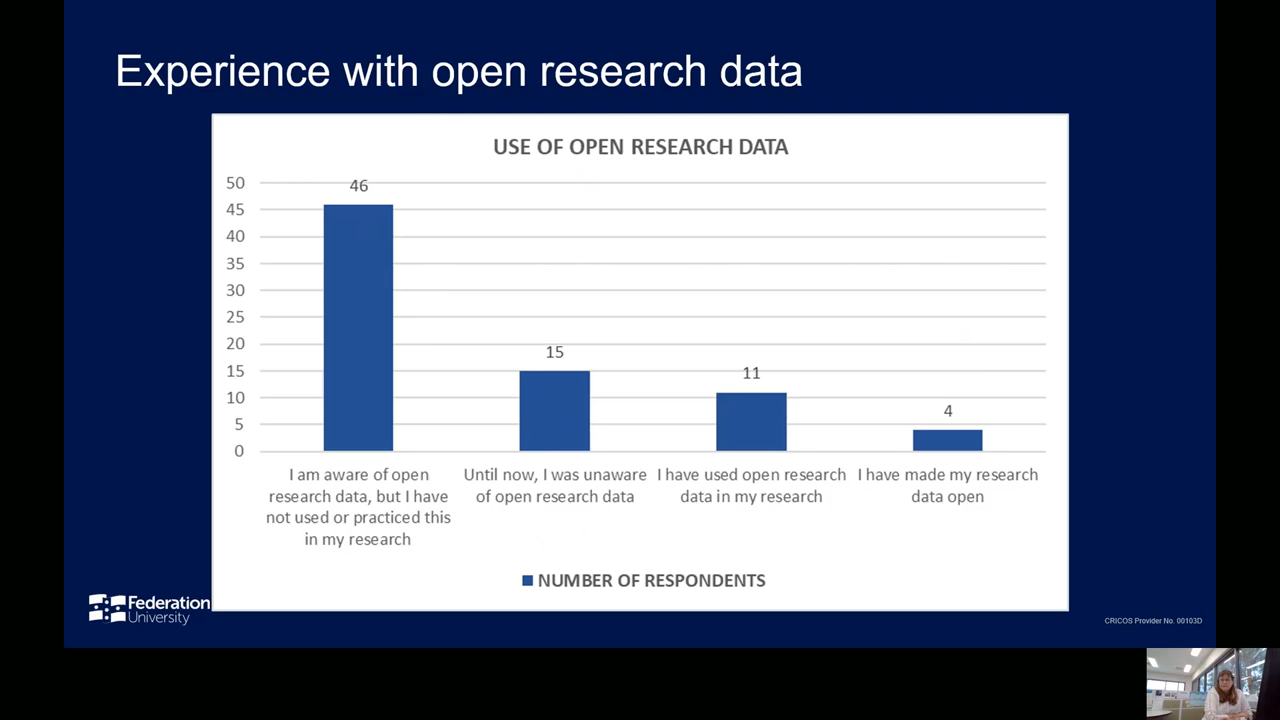 Experience with open research data
USE OF OPEN RESEARCH DATA
50
45
40
35
30
25
20
15
10
5
0
46
15
11
4
I am aware of open
research data, but I have
not used or practiced this
in my research
Until now, I was unaware
of open research data
I have used open research
data in my research
I have made my research
data open
NUMBER OF RESPONDENTS
Federation
University
CRICOS Provider No. 00103D